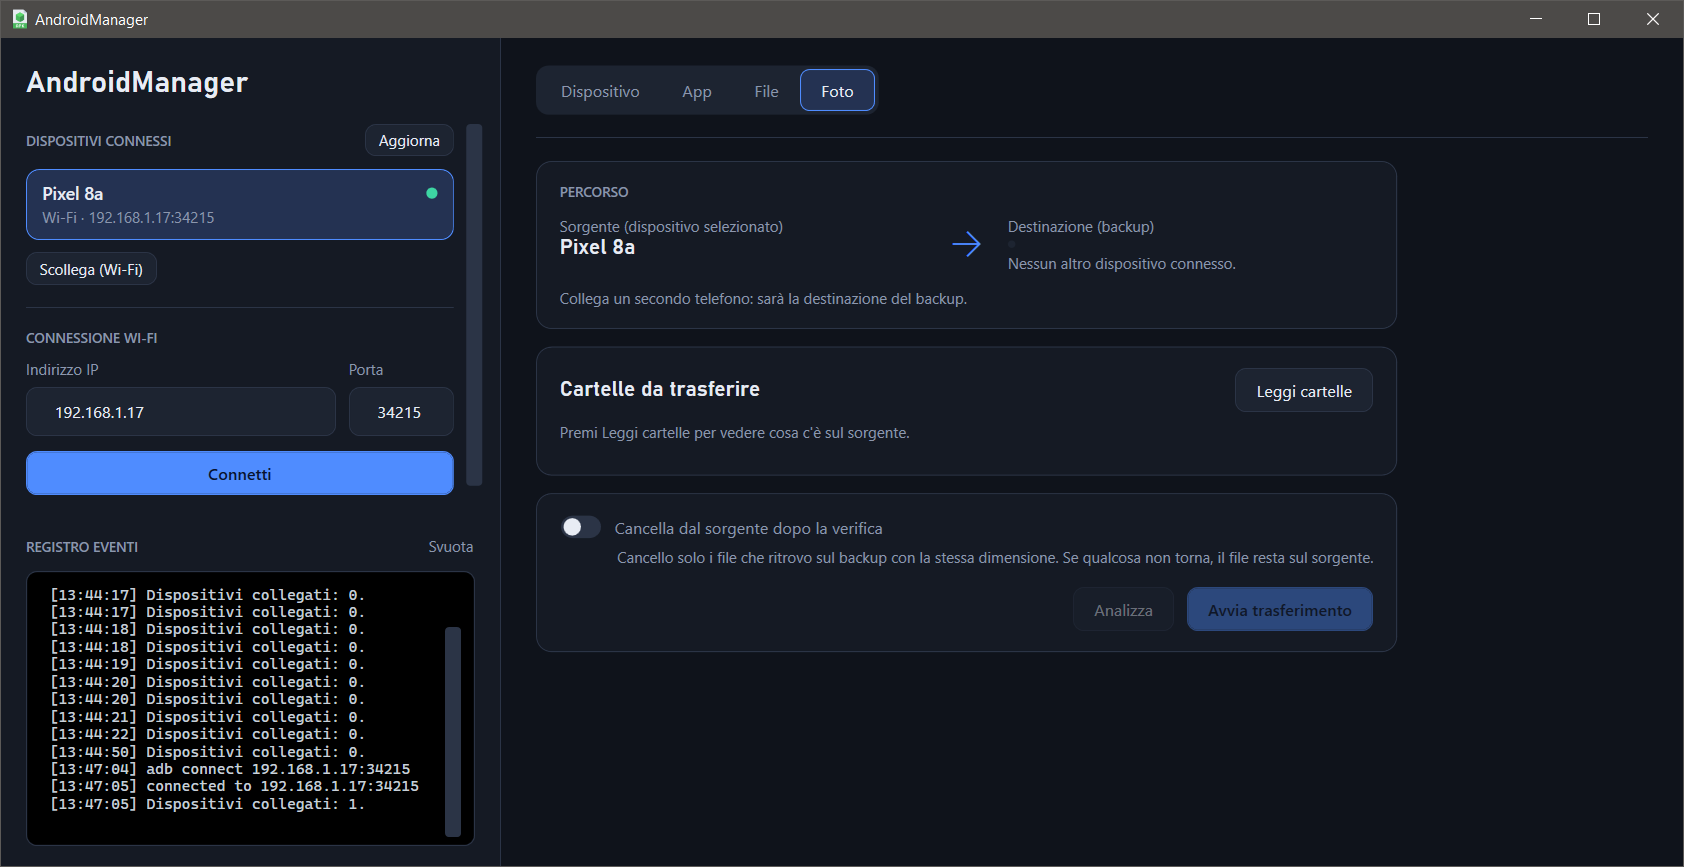 AndroidManager
AndroidManager
DISPOSITIVI CONNESSI
Aggiorna
Pixel 8a
Wi-Fi · 192.168.1.17:34215
Scollega (Wi-Fi)
CONNESSIONE WI-FI
Indirizzo IP
Porta
192.168.1.17
34215
Connetti
REGISTRO EVENTI
Svuota
[13:44:17] Dispositivi collegati: 0.
[13:44:17] Dispositivi collegati: 0.
[13:44:18] Dispositivi collegati: 0.
[13:44:18] Dispositivi collegati: 0.
[13:44:19] Dispositivi collegati: 0.
[13:44:20] Dispositivi collegati: 0.
[13:44:20] Dispositivi collegati: 0.
[13:44:21] Dispositivi collegati: 0.
[13:44:22] Dispositivi collegati: 0.
[13:44:50] Dispositivi collegati: 0.
[13:47:04] adb connect 192.168.1.17:34215
[13:47:05] connected to 192.168.1.17:34215
[13:47:05] Dispositivi collegati: 1.
Dispositivo
App
File
Foto
PERCORSO
Sorgente (dispositivo selezionato)
Pixel 8a
Destinazione (backup)
Nessun altro dispositivo connesso.
Collega un secondo telefono: sarà la destinazione del backup.
Cartelle da trasferire
Leggi cartelle
Premi Leggi cartelle per vedere cosa c'è sul sorgente.
Cancella dal sorgente dopo la verifica
Cancello solo i file che ritrovo sul backup con la stessa dimensione. Se qualcosa non torna, il file resta sul sorgente.
Analizza
Avvia trasferimento